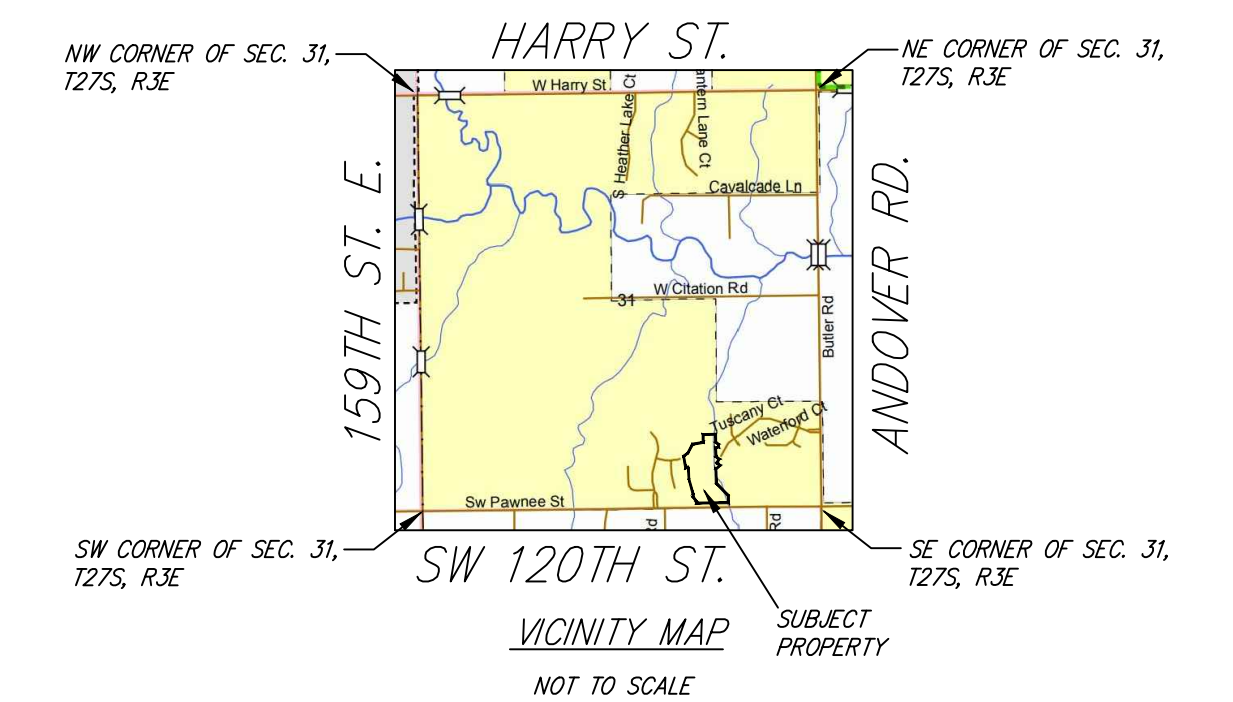 HARRY ST.
NW CORNER OF SEC. 31,
T27S, R3E
NE CORNER OF SEC. 31,
T27S, R3E
W Harry St
S Heather Lake Ct
antern Lane Ct
Cavalcade Ln
159TH ST. E.
ANDOVER RD.
W Citation Rd
31
Butler Rd
Tuscany Ct
Waterford Ct
Sw Pawnee St
Rd
Rd
SW CORNER OF SEC. 31,
T27S, R3E
SE CORNER OF SEC. 31,
T27S, R3E
SW 120TH ST.
SUBJECT
PROPERTY
VICINITY MAP
NOT TO SCALE